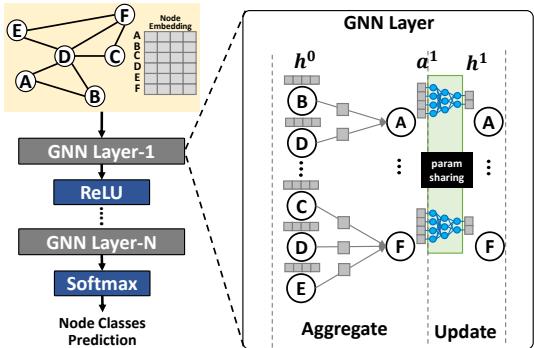 F
E
D
C
A
B
Node
Embedding
A
B
C
D
E
F
GNN Layer-1
ReLU
GNN Layer-N
Softmax
Node Classes
Prediction
GNN Layer
h⁰
a¹
h¹
B
D
A
A
C
D
E
F
F
param
sharing
Aggregate
Update